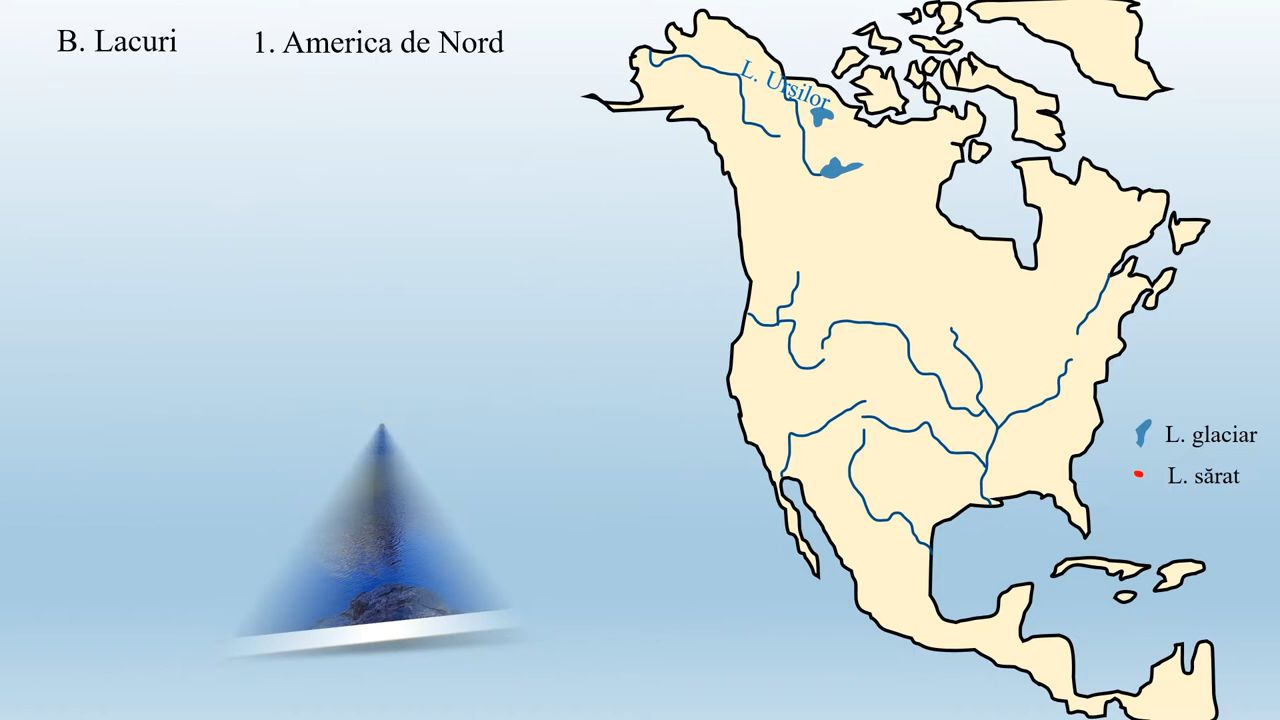 B. Lacuri
1. America de Nord
L. Urșilor
L. glaciar
L. sărat